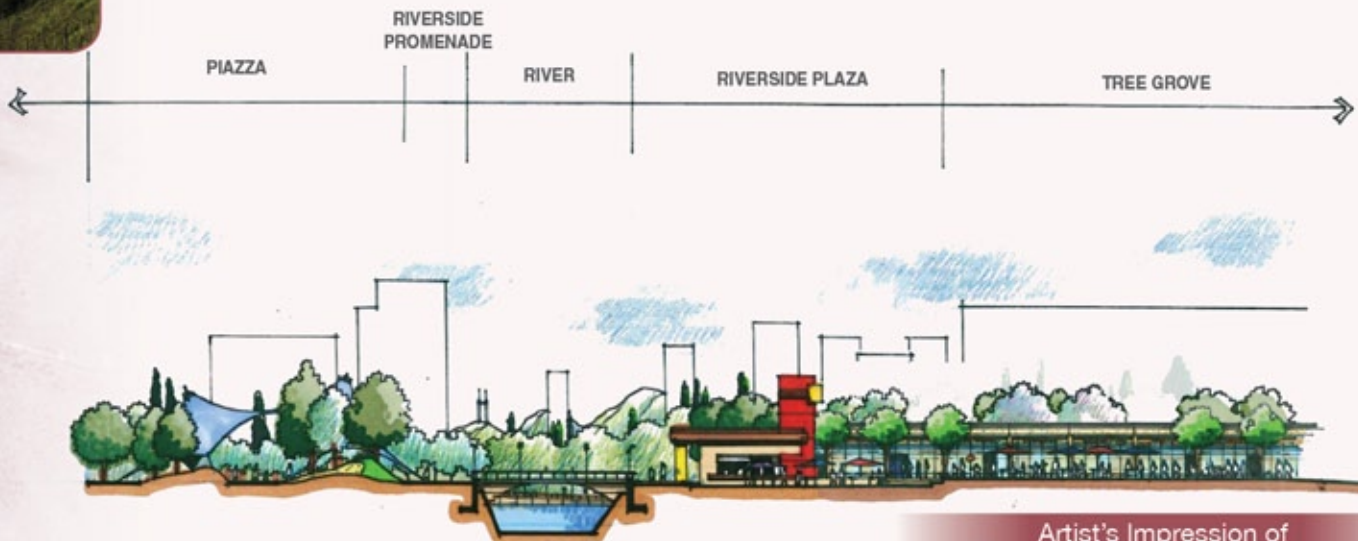 RIVERSIDE
PROMENADE
PIAZZA
RIVER
RIVERSIDE PLAZA
TREE GROVE
Artist's Impression of